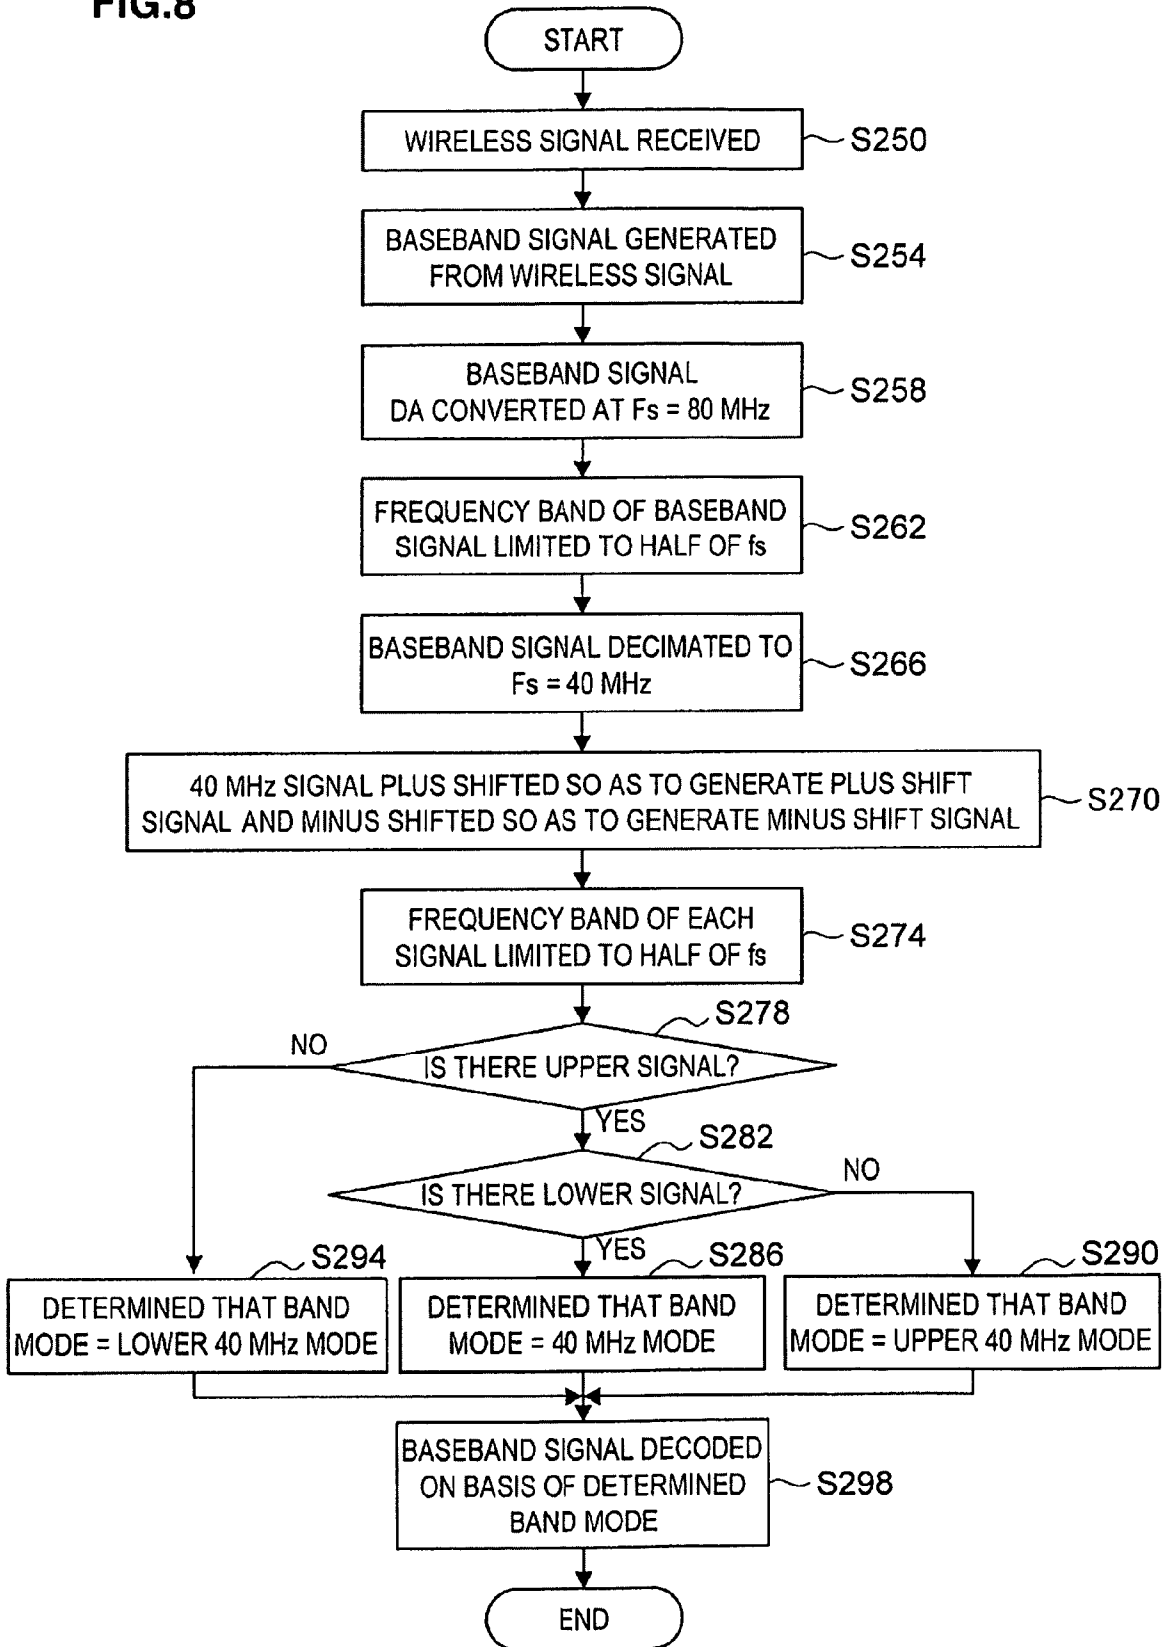 FIG.8
START
WIRELESS SIGNAL RECEIVED
S250
BASEBAND SIGNAL GENERATED
FROM WIRELESS SIGNAL
S254
BASEBAND SIGNAL
DA CONVERTED AT Fs = 80 MHz
S258
FREQUENCY BAND OF BASEBAND
SIGNAL LIMITED TO HALF OF fs
S262
BASEBAND SIGNAL DECIMATED TO
Fs = 40 MHz
S266
40 MHz SIGNAL PLUS SHIFTED SO AS TO GENERATE PLUS SHIFT
SIGNAL AND MINUS SHIFTED SO AS TO GENERATE MINUS SHIFT SIGNAL
S270
FREQUENCY BAND OF EACH
SIGNAL LIMITED TO HALF OF fs
S274
S278
NO
IS THERE UPPER SIGNAL?
YES
S282
IS THERE LOWER SIGNAL?
NO
YES
S294
DETERMINED THAT BAND
MODE = LOWER 40 MHz MODE
S286
DETERMINED THAT BAND
MODE = 40 MHz MODE
S290
DETERMINED THAT BAND
MODE = UPPER 40 MHz MODE
BASEBAND SIGNAL DECODED
ON BASIS OF DETERMINED
BAND MODE
S298
END